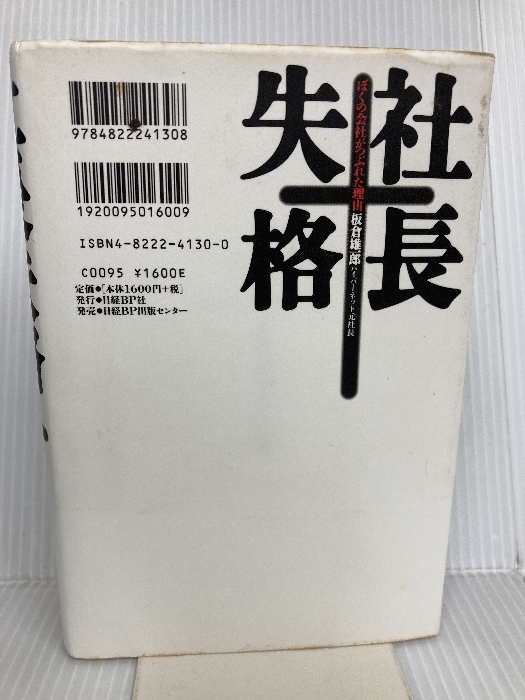 社長
失格
ぼくの会社がつぶれた理由
板倉雄一郎
ハイパーネット元社長
9784822241308
1920095016009
ISBN4-8222-4130-0
C0095 ¥1600E
定価●[本体1600円+税]
発行●日経BP社
発売●日経BP出版センター